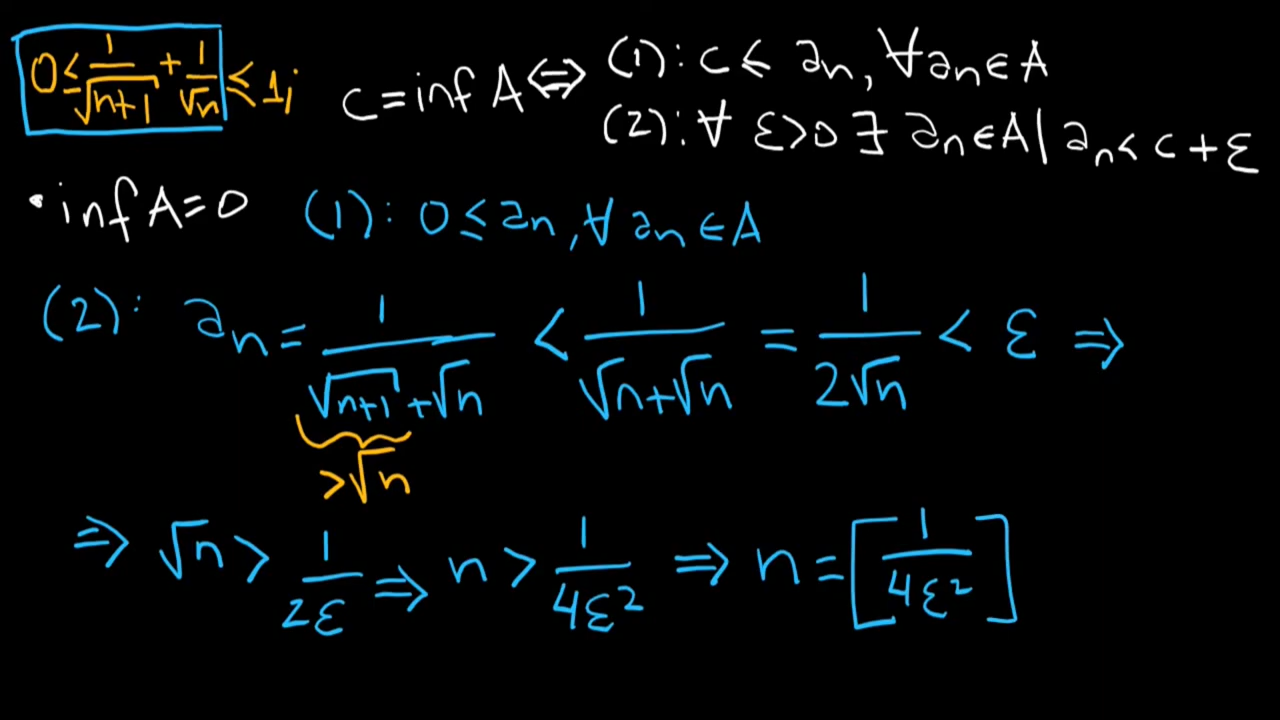 0 ≤ 1/√(n+1) + 1/√n ≤ 1;
c = inf A ⇔ (1): c ≤ an, ∀ an ∈ A
(2): ∀ ε > 0 ∃ an ∈ A | an < c + ε
• inf A = 0 (1): 0 ≤ an, ∀ an ∈ A
(2): an = 1/(√(n+1) + √n) < 1/(√n + √n) = 1/(2√n) < ε ⇒
> √n
⇒ √n > 1/(2ε) ⇒ n > 1/(4ε²) ⇒ n = [1/(4ε²)]